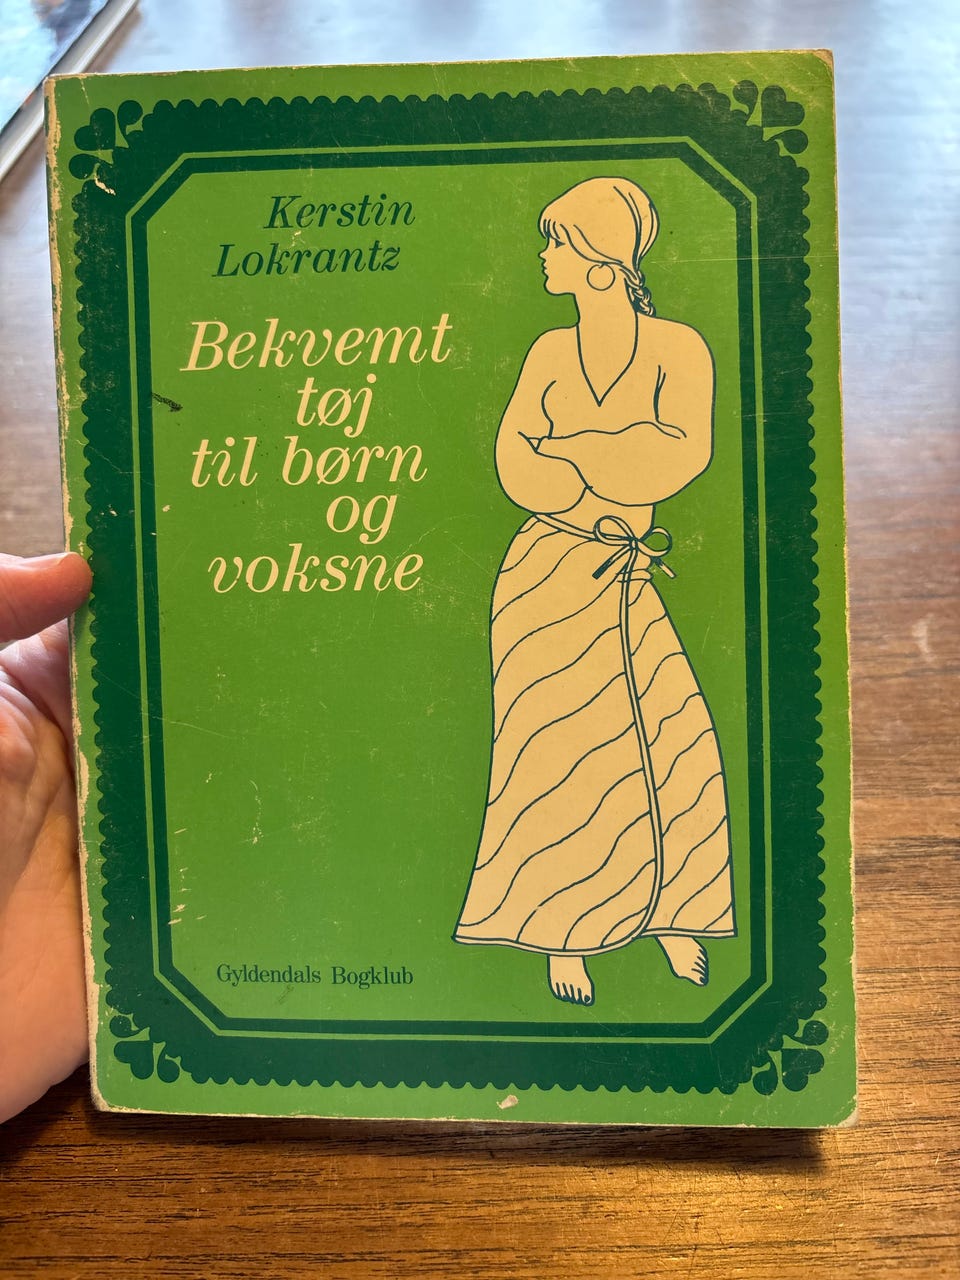 Kerstin
Lokrantz
Bekvemt
tøj
til børn
og
voksne
Gyldendals Bogklub